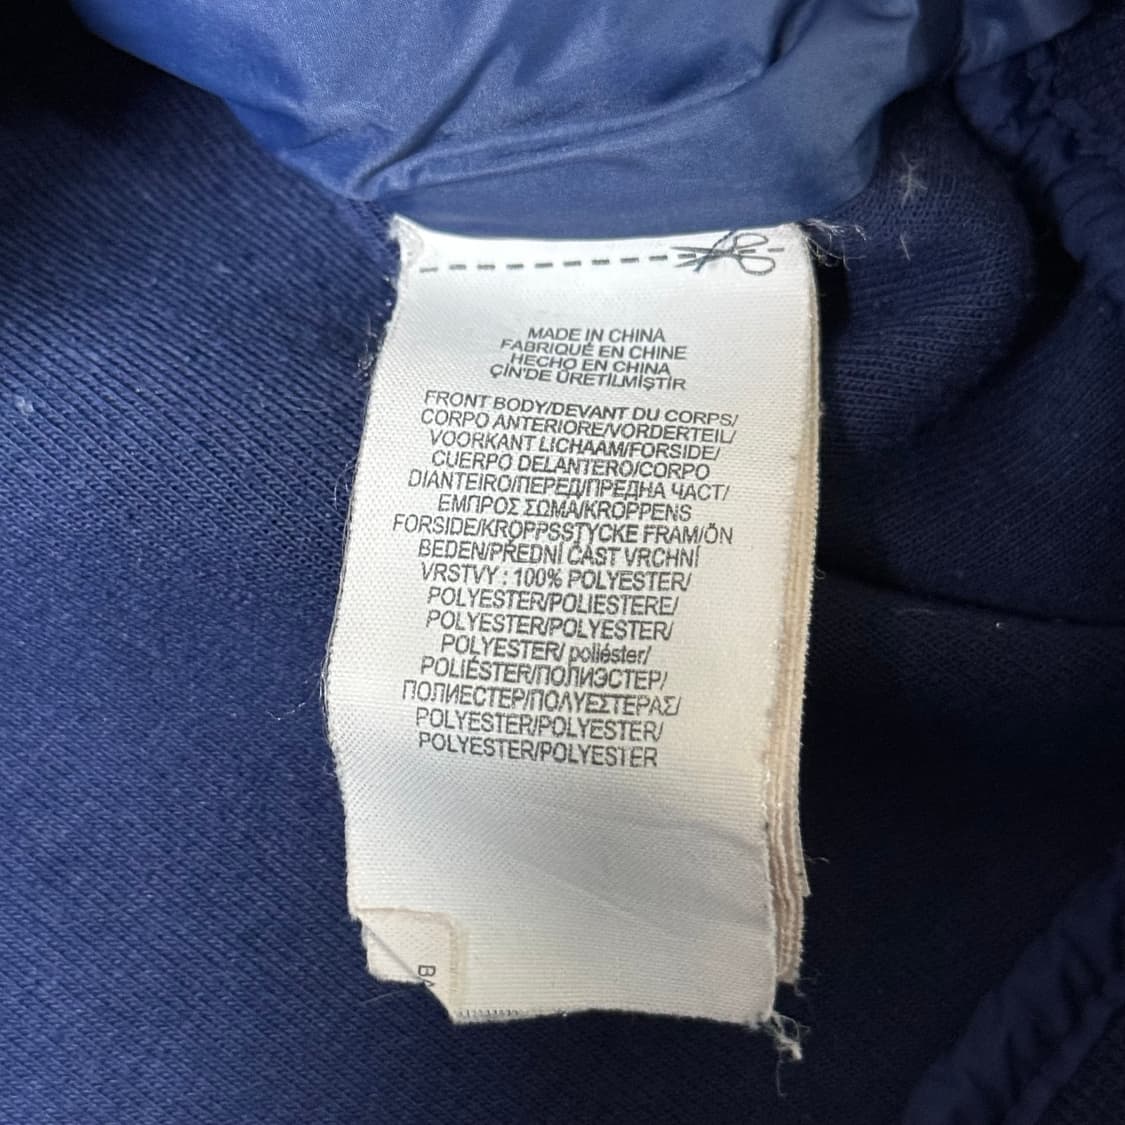 MADE IN CHINA
FABRIQUÉ EN CHINE
HECHO EN CHINA
ÇİN'DE ÜRETİLMİŞTİR
FRONT BODY/DEVANT DU CORPS/
CORPO ANTERIORE/VORDERTEIL/
VOORKANT LICHAAM/FORSIDE/
CUERPO DELANTERO/CORPO
DIANTEIRO/ПЕРЕД/ПРЕДНА ЧАСТ/
ΕΜΠΡΟΣ ΣΩΜΑ/KROPPENS
FORSIDE/KROPPSSTYCKE FRAM/ÖN
BEDEN/PŘEDNÍ ČÁST VRCHNÍ
VRSTVY : 100% POLYESTER/
POLYESTER/POLIESTERE/
POLYESTER/POLYESTER/
POLYESTER/ poliéster/
POLIÉSTER/ПОЛИЭСТЕР/
ПОЛИЕСТЕР/ΠΟΛΥΕΣΤΕΡΑΣ/
POLYESTER/POLYESTER/
POLYESTER/POLYESTER